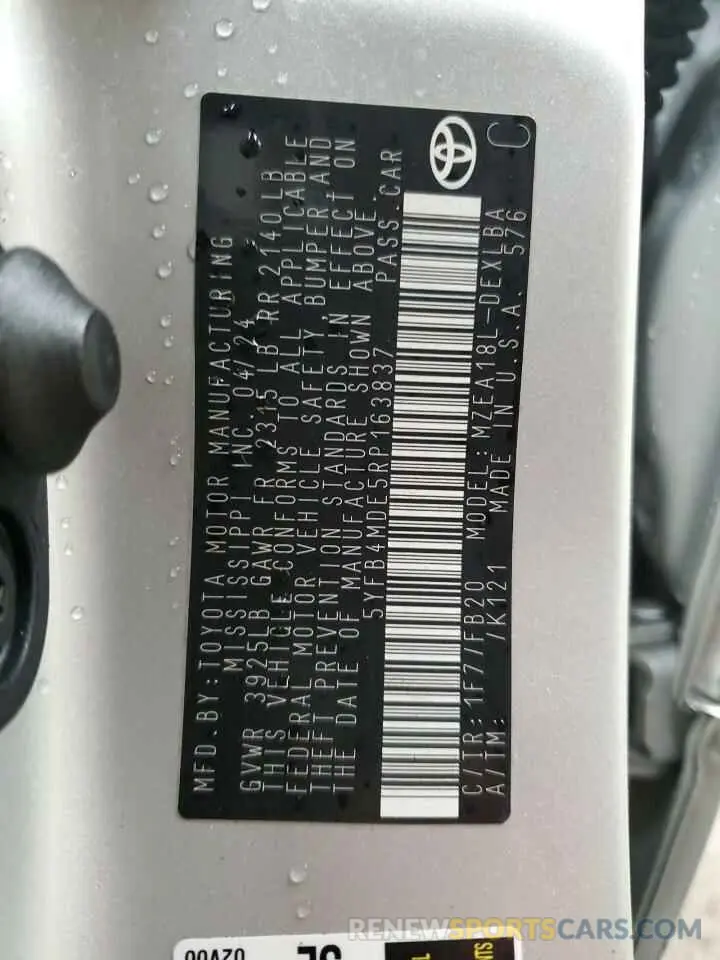 MFD.BY:TOYOTA MOTOR MANUFACTURING
MISSISSIPPI INC. 04/24
GVWR 3925LB GAWR FR 2315 LB RR 2140LB
THIS VEHICLE CONFORMS TO ALL APPLICABLE
FEDERAL MOTOR VEHICLE SAFETY, BUMPER, AND
THEFT PREVENTION STANDARDS IN EFFECT ON
THE DATE OF MANUFACTURE SHOWN ABOVE.
5YFB4MDE5RP163837 PASS.CAR
C/TR: 1F7/FB20 MODEL: MZEA18L-DEXLBA
A/TM: /K121 MADE IN U.S.A. 576
C
RENEWSPORTSCARS.COM